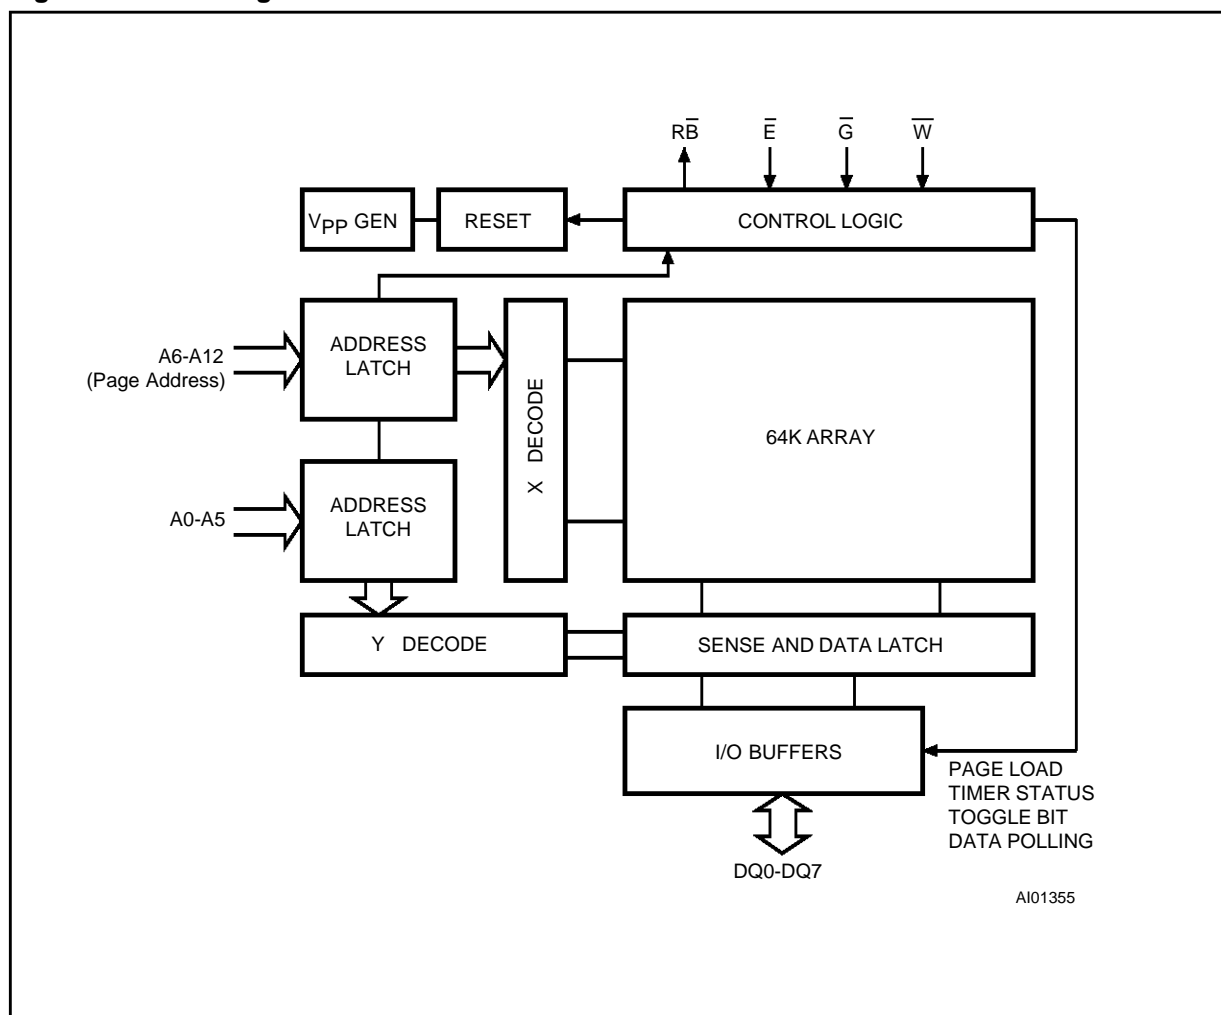 RB̅ E̅ G̅ W̅
VPP GEN
RESET
CONTROL LOGIC
A6-A12
(Page Address)
ADDRESS
LATCH
X DECODE
64K ARRAY
A0-A5
ADDRESS
LATCH
Y DECODE
SENSE AND DATA LATCH
I/O BUFFERS
PAGE LOAD
TIMER STATUS
TOGGLE BIT
DATA POLLING
DQ0-DQ7
AI01355